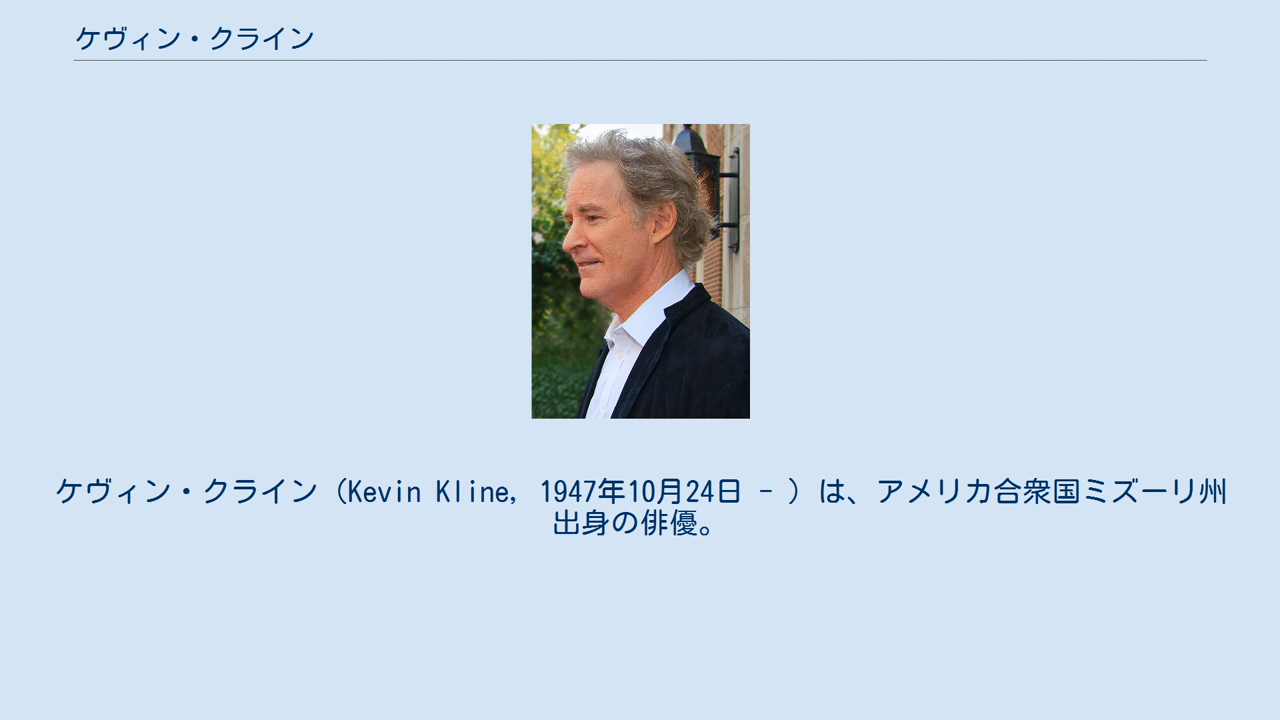 ケヴィン・クライン
ケヴィン・クライン（Kevin Kline, 1947年10月24日 - ）は、アメリカ合衆国ミズーリ州
出身の俳優。